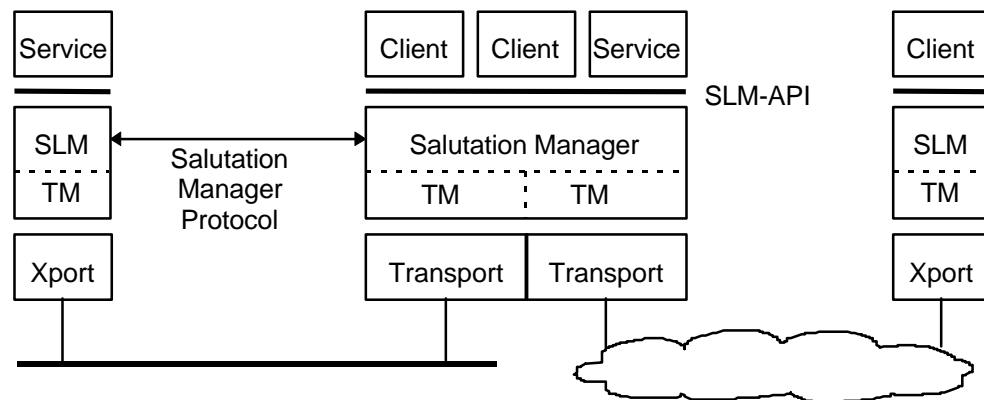 Service
Client
Client
Service
Client
SLM-API
SLM
Salutation Manager
SLM
Salutation
Manager
Protocol
TM
TM
TM
TM
Xport
Transport
Transport
Xport